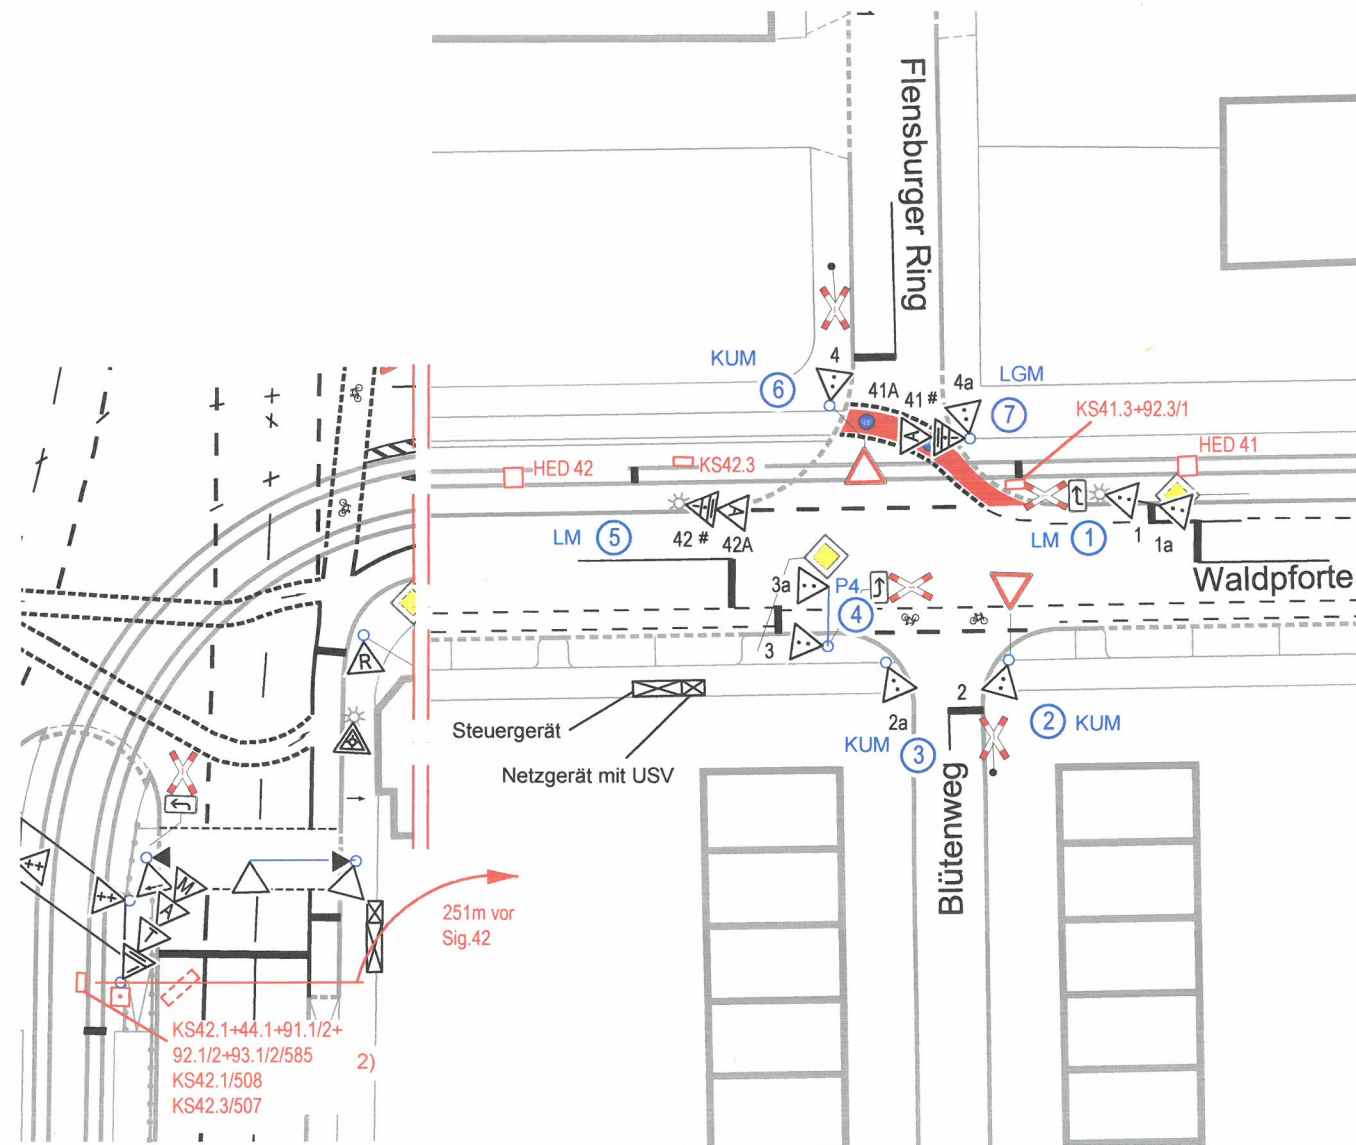 Flensburger Ring
KUM
6
4
41A
41 #
4a
LGM
7
KS41.3+92.3/1
HED 42
KS42.3
HED 41
LM
5
42 #
42A
LM
1
1
1a
Waldpforte
3a
P4
4
3
R
Steuergerät
Netzgerät mit USV
2a
KUM
3
2
2
KUM
Blütenweg
A
A
M
A
T
251m vor
Sig.42
KS42.1+44.1+91.1/2+
92.1/2+93.1/2/585
KS42.1/508
KS42.3/507
2)